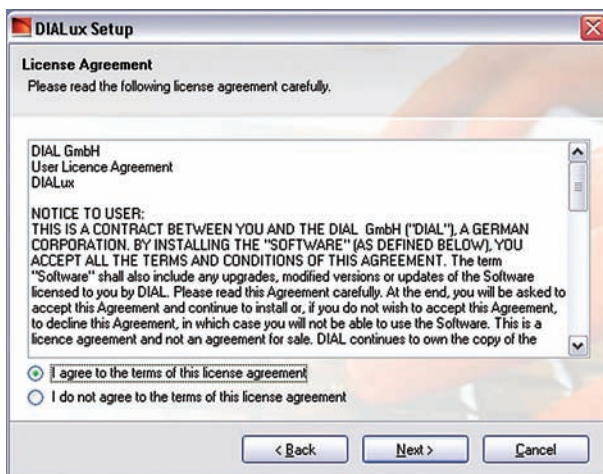 DIALux Setup
License Agreement
Please read the following license agreement carefully.
DIAL GmbH
User Licence Agreement
DIALux
NOTICE TO USER:
THIS IS A CONTRACT BETWEEN YOU AND THE DIAL GmbH ("DIAL"), A GERMAN
CORPORATION. BY INSTALLING THE "SOFTWARE" (AS DEFINED BELOW), YOU
ACCEPT ALL THE TERMS AND CONDITIONS OF THIS AGREEMENT. The term
"Software" shall also include any upgrades, modified versions or updates of the Software
licensed to you by DIAL. Please read this Agreement carefully. At the end, you will be asked to
accept this Agreement and continue to install or, if you do not wish to accept this Agreement,
to decline this Agreement, in which case you will not be able to use the Software. This is a
licence agreement and not an agreement for sale. DIAL continues to own the copy of the
I agree to the terms of this license agreement
I do not agree to the terms of this license agreement
< Back Next > Cancel